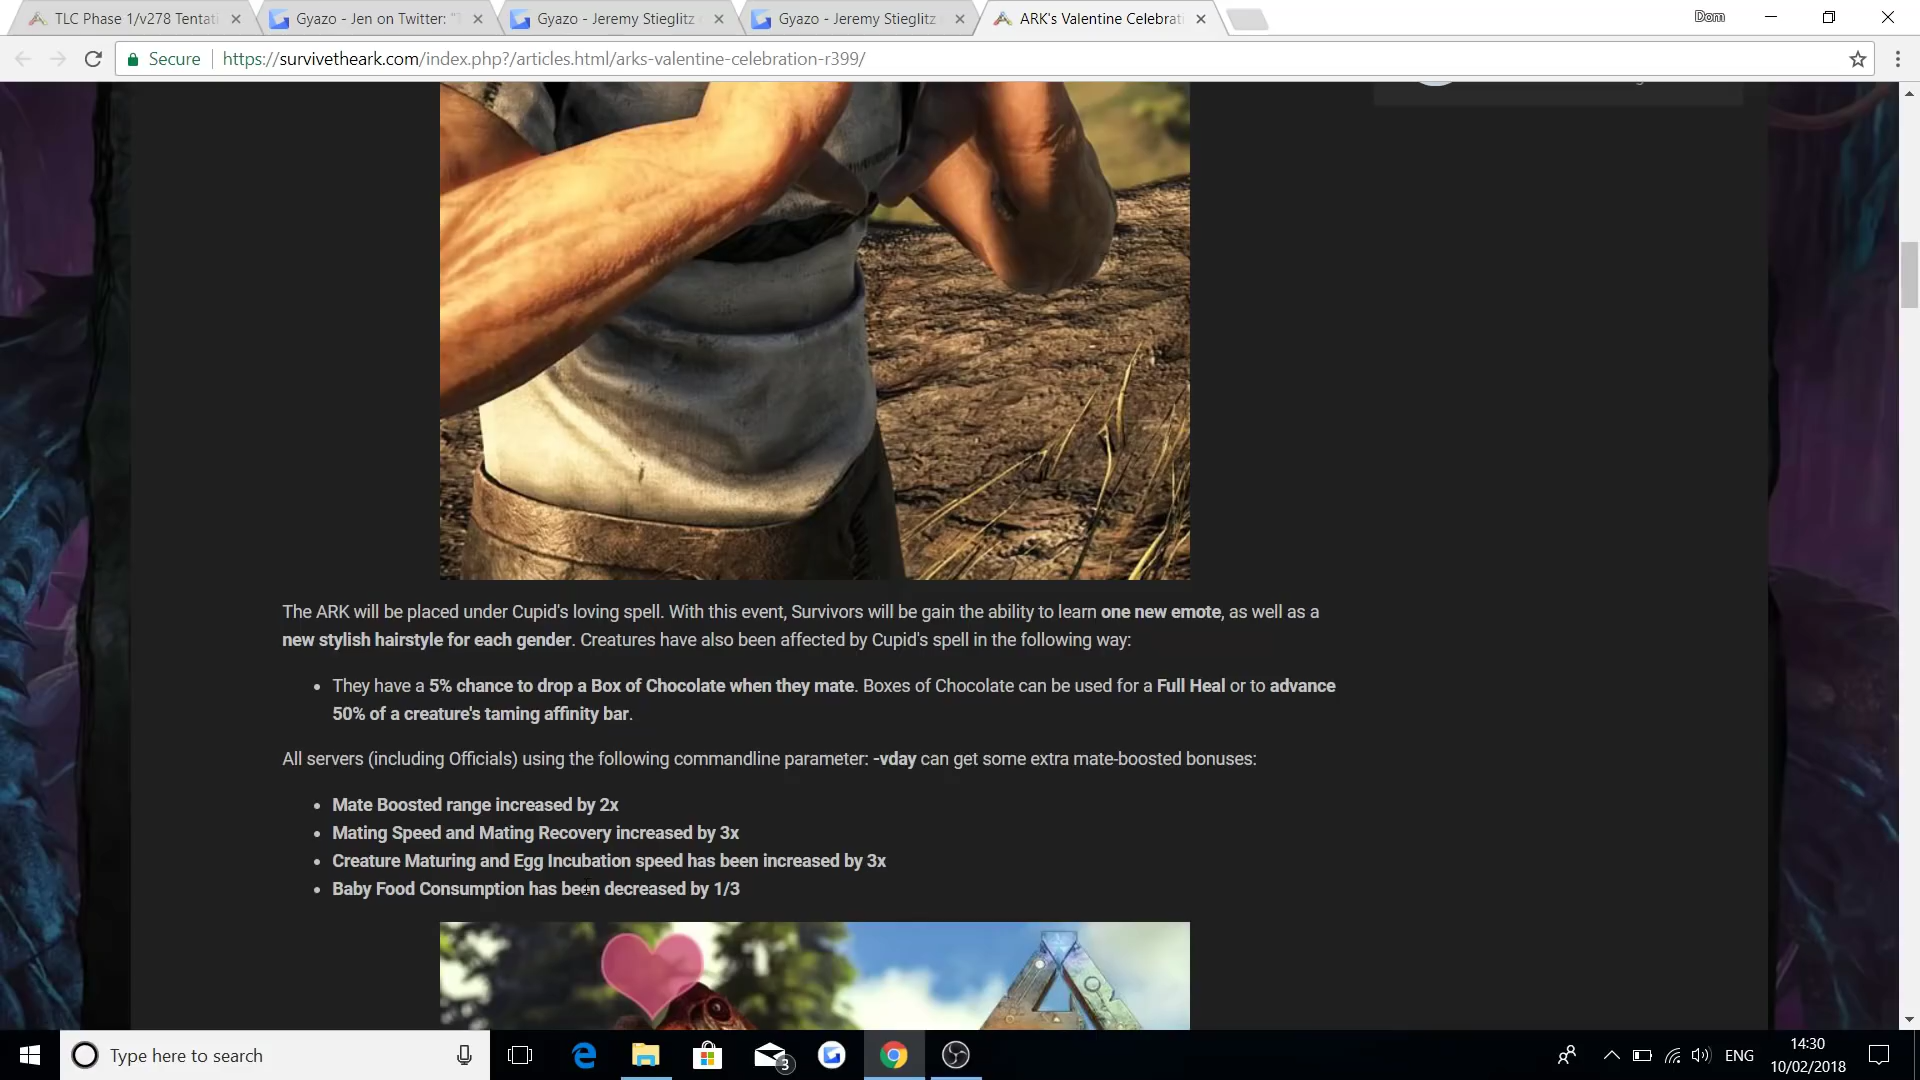 TLC Phase 1/v278 Tentati
Gyazo - Jen on Twitter: "
Gyazo - Jeremy Stieglitz
Gyazo - Jeremy Stieglitz
ARK's Valentine Celebrati
Dom
Secure
https://survivetheark.com/index.php?/articles.html/arks-valentine-celebration-r399/
The ARK will be placed under Cupid's loving spell. With this event, Survivors will be gain the ability to learn one new emote, as well as a
new stylish hairstyle for each gender. Creatures have also been affected by Cupid's spell in the following way:
• They have a 5% chance to drop a Box of Chocolate when they mate. Boxes of Chocolate can be used for a Full Heal or to advance
50% of a creature's taming affinity bar.
All servers (including Officials) using the following commandline parameter: -vday can get some extra mate-boosted bonuses:
• Mate Boosted range increased by 2x
• Mating Speed and Mating Recovery increased by 3x
• Creature Maturing and Egg Incubation speed has been increased by 3x
• Baby Food Consumption has been decreased by 1/3
Type here to search
3
ENG
14:30
10/02/2018